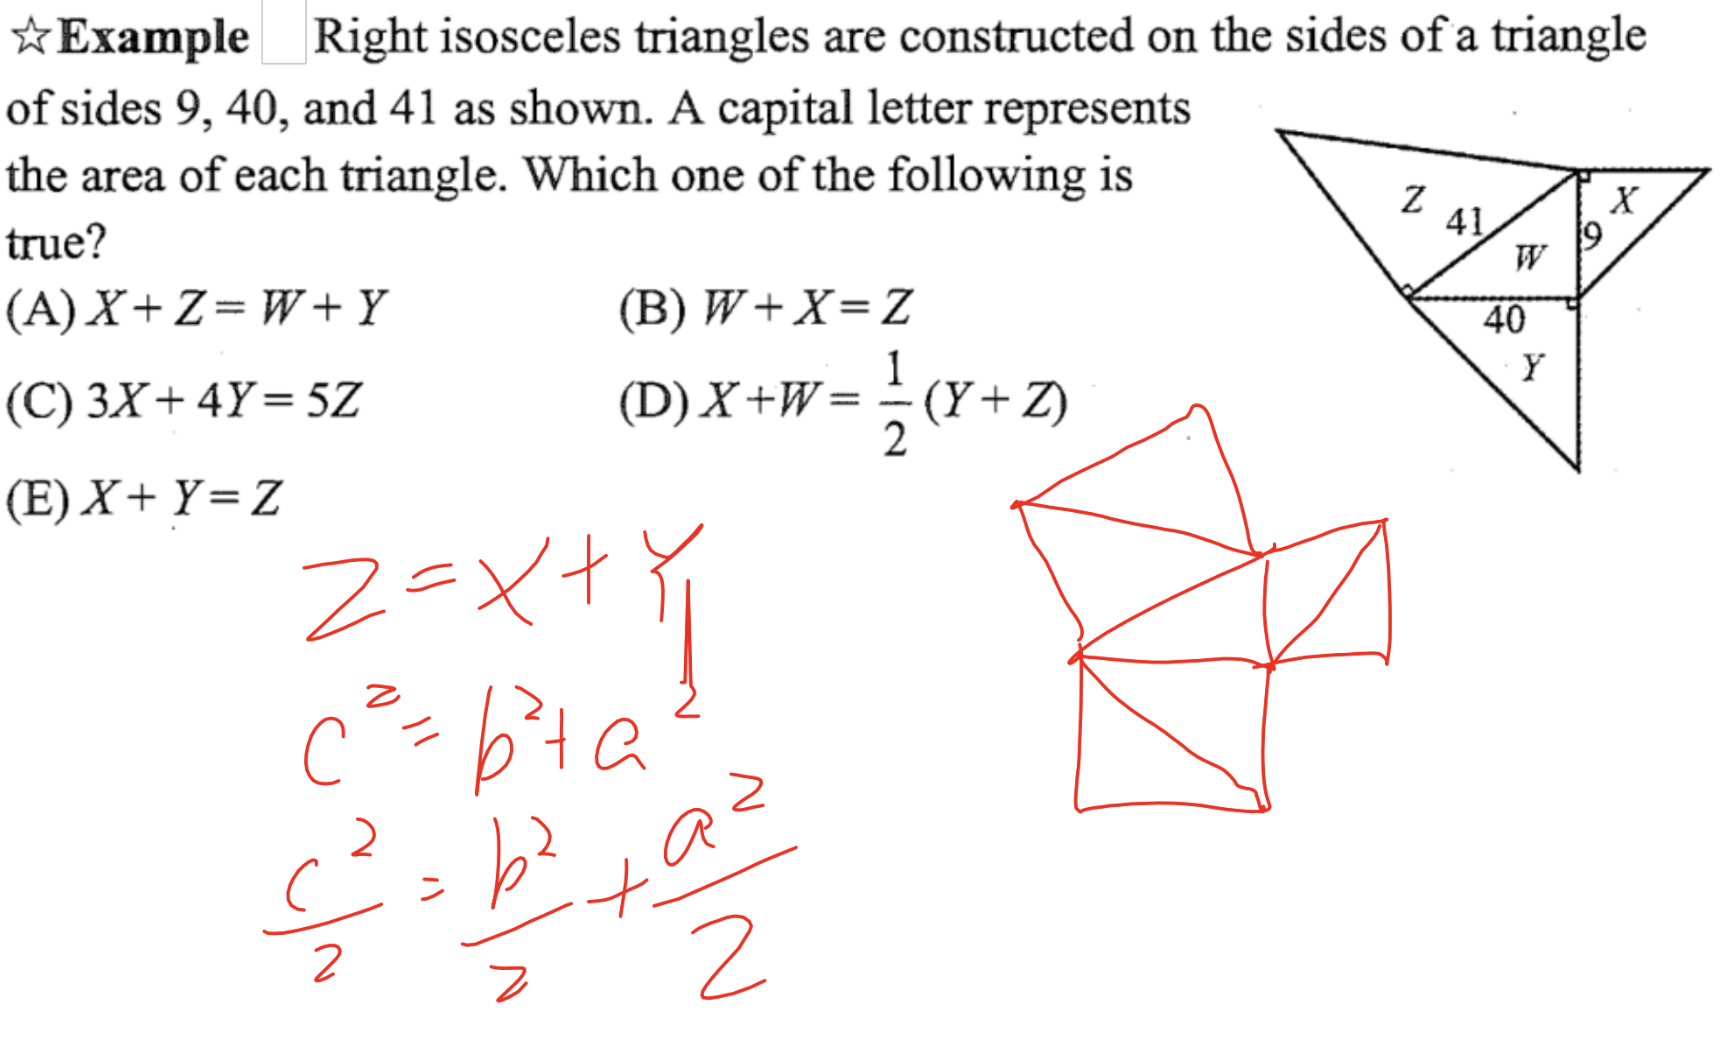 ☆Example Right isosceles triangles are constructed on the sides of a triangle
of sides 9, 40, and 41 as shown. A capital letter represents
the area of each triangle. Which one of the following is
true?
(A) X + Z = W + Y (B) W + X = Z
(C) 3X + 4Y = 5Z (D) X + W = 1/2 (Y + Z)
(E) X + Y = Z
Z X
41 9
W
40
Y
Z = X + Y
c² = b² + a²
c²/2 = b²/2 + a²/2